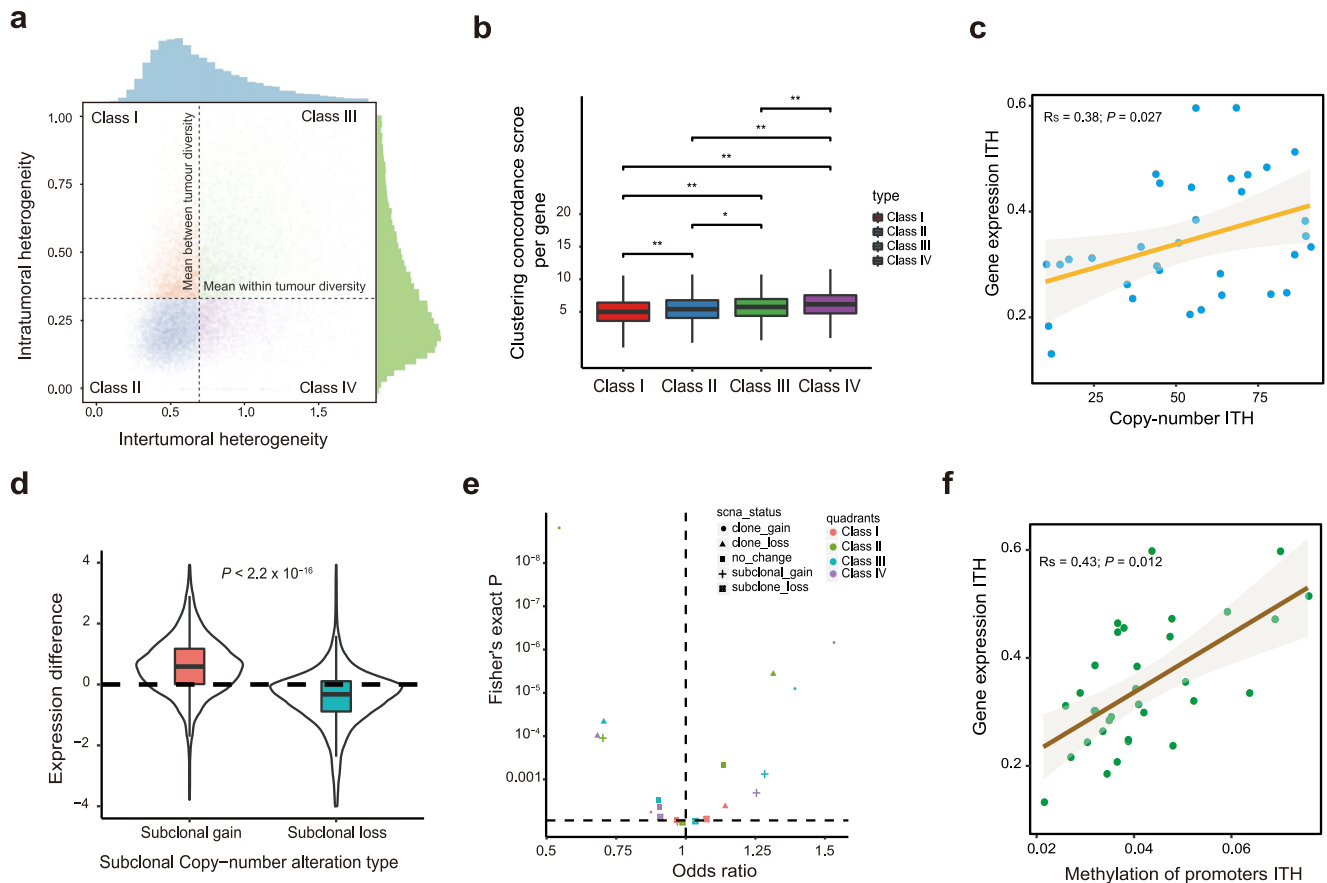 a
Class I
Class III
Mean between tumour diversity
Mean within tumour diversity
Class II
Class IV
1.00
0.75
0.50
0.25
0.00
0.0
0.5
1.0
1.5
Intratumoral heterogeneity
Intertumoral heterogeneity
b
**
**
**
**
*
**
20
15
10
5
Clustering concordance scroe
per gene
Class I
Class II
Class III
Class IV
type
Class I
Class II
Class III
Class IV
c
Rs = 0.38; P = 0.027
0.6
0.4
0.2
25
50
75
Gene expression ITH
Copy-number ITH
d
P < 2.2 x 10⁻¹⁶
4
2
0
−2
−4
Expression difference
Subclonal gain
Subclonal loss
Subclonal Copy−number alteration type
e
scna_status
clone_gain
clone_loss
no_change
subclonal_gain
subclone_loss
quadrants
Class I
Class II
Class III
Class IV
10⁻⁸
10⁻⁷
10⁻⁶
10⁻⁵
10⁻⁴
0.001
Fisher's exact P
0.5
0.75
1
1.25
1.5
Odds ratio
f
Rs = 0.43; P = 0.012
0.6
0.4
0.2
0.02
0.04
0.06
Gene expression ITH
Methylation of promoters ITH